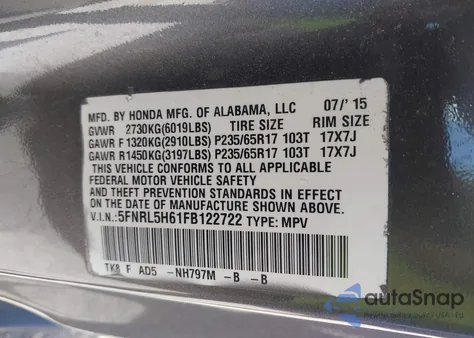 MFD. BY HONDA MFG. OF ALABAMA, LLC 07/'15
GVWR 2730KG(6019LBS) TIRE SIZE RIM SIZE
GAWR F 1320KG(2910LBS) P235/65R17 103T 17X7J
GAWR R1450KG(3197LBS) P235/65R17 103T 17X7J
THIS VEHICLE CONFORMS TO ALL APPLICABLE
FEDERAL MOTOR VEHICLE SAFETY
AND THEFT PREVENTION STANDARDS IN EFFECT
ON THE DATE OF MANUFACTURE SHOWN ABOVE.
V.I.N.:5FNRL5H61FB122722 TYPE: MPV
TK8 F AD5 -NH797M -B -B
autoSnap